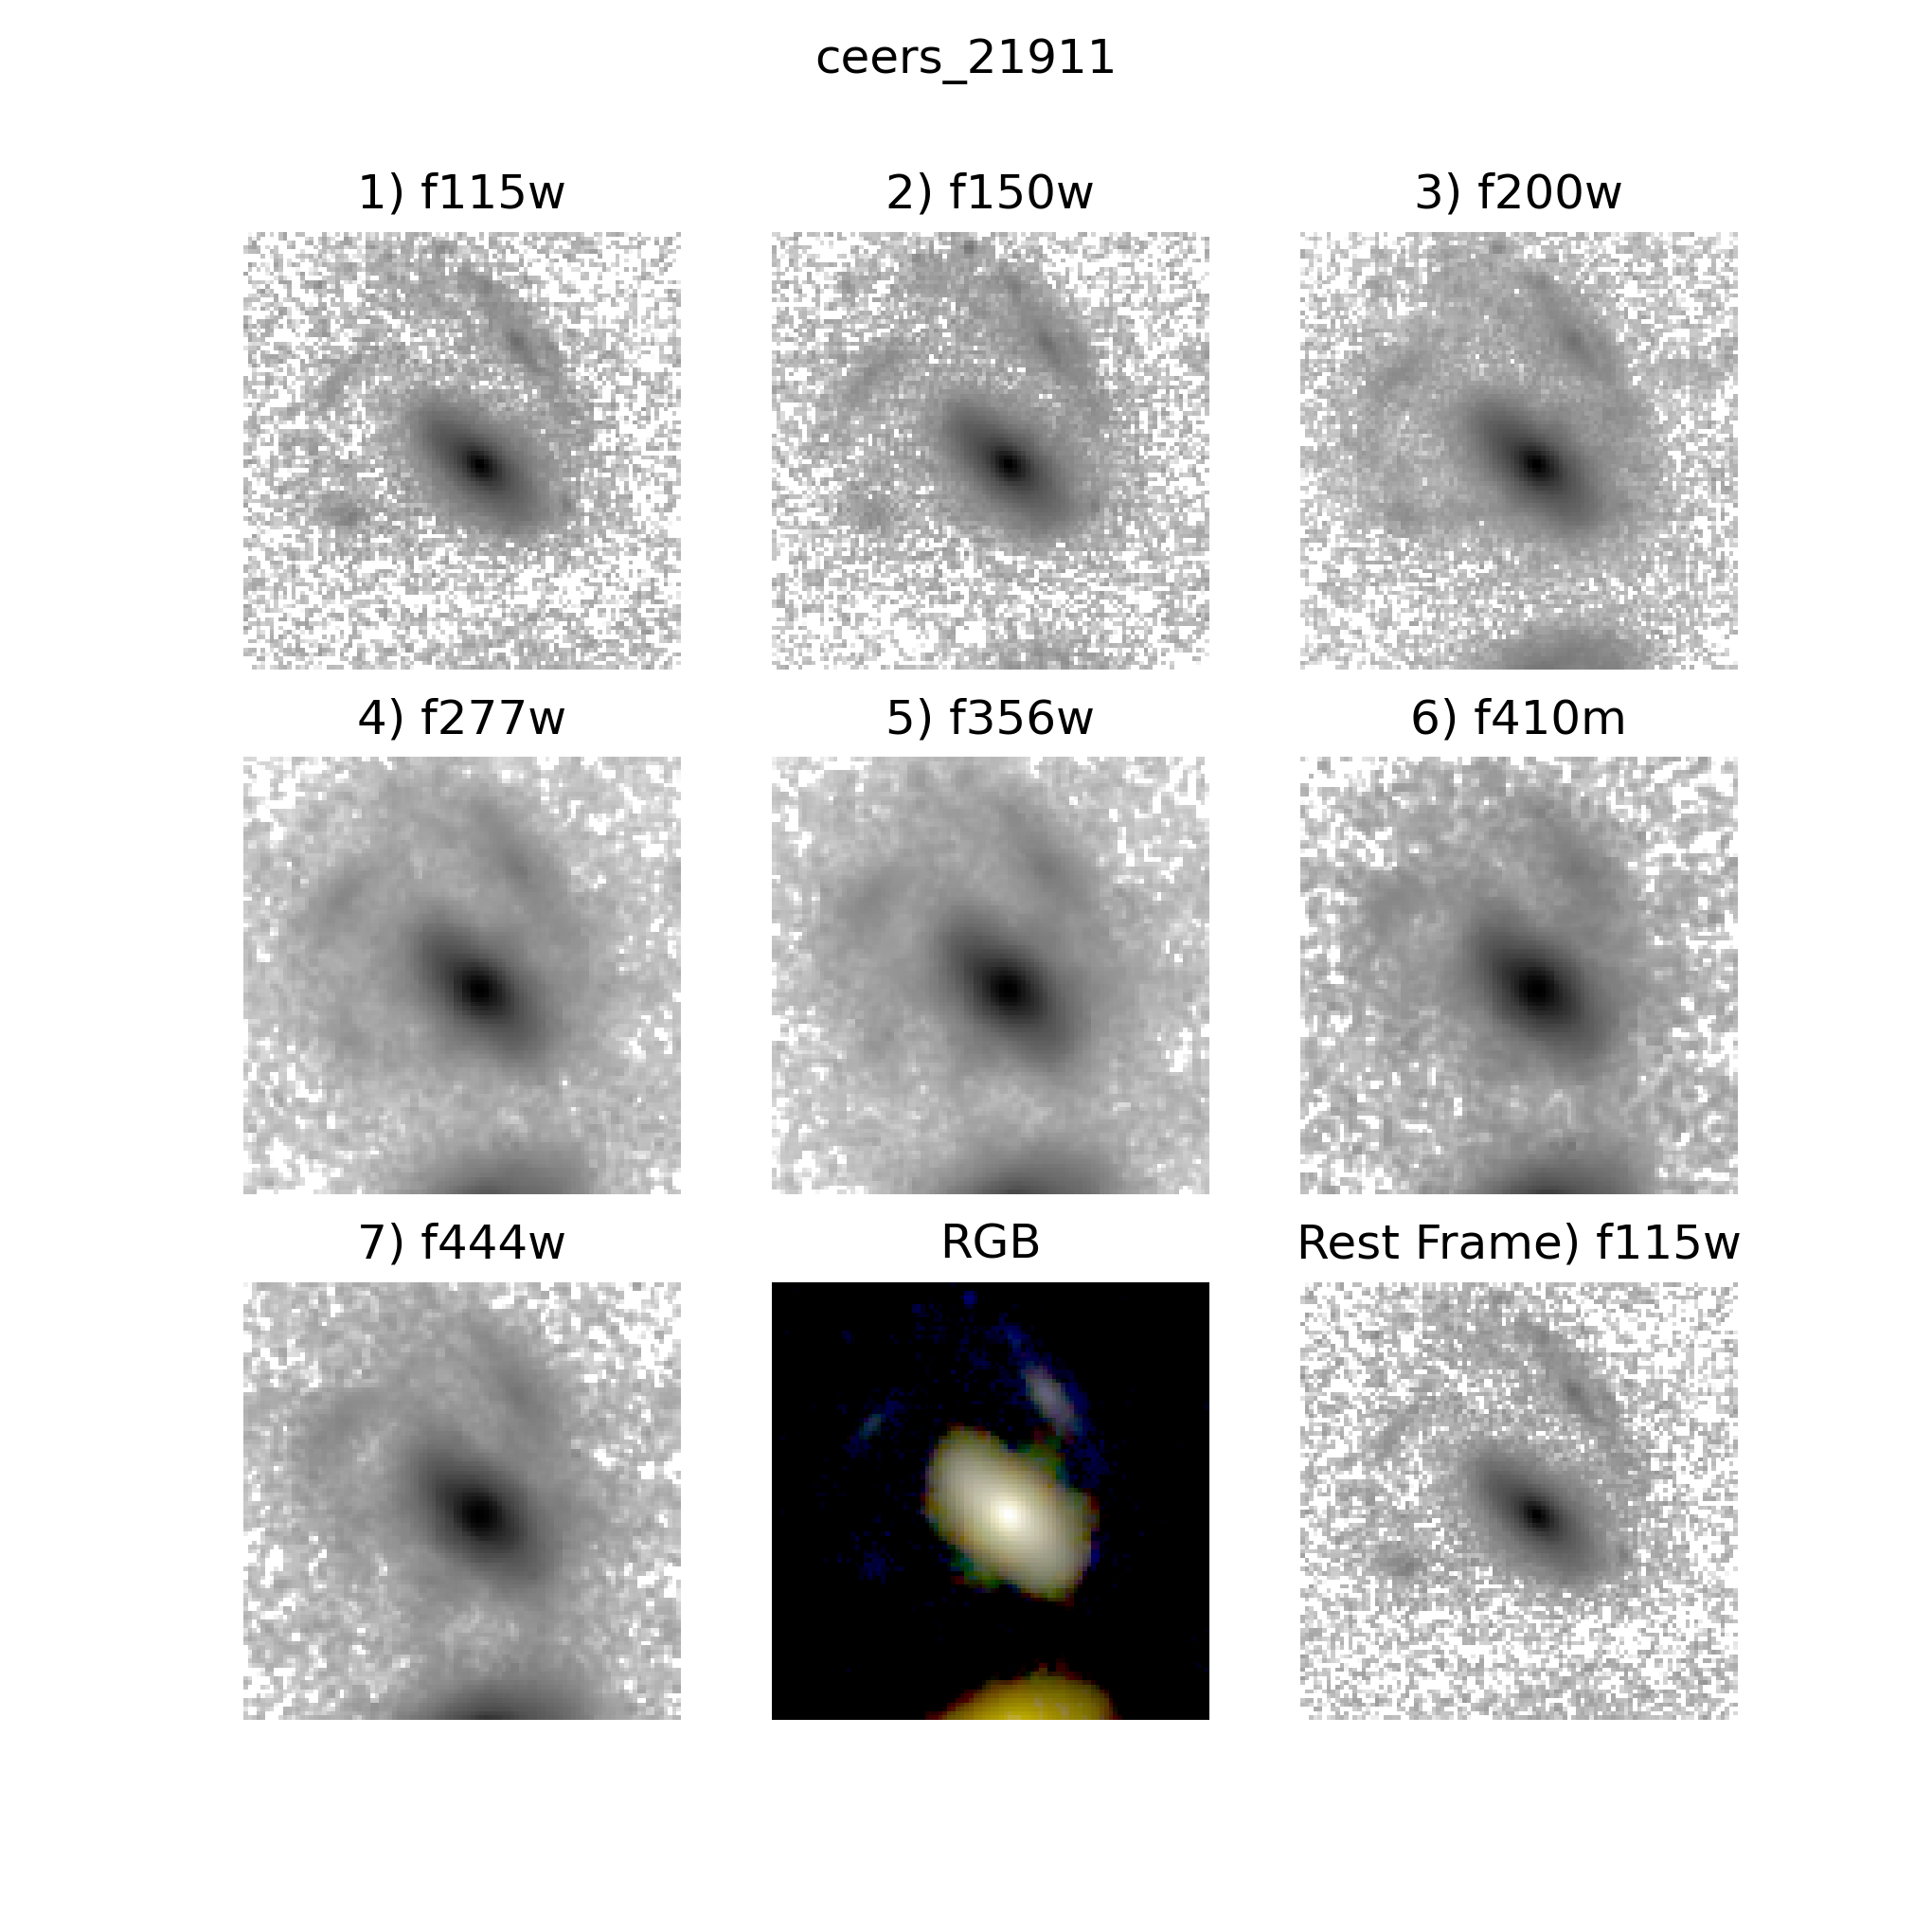 ceers_21911
1) f115w
2) f150w
3) f200w
4) f277w
5) f356w
6) f410m
7) f444w
RGB
Rest Frame) f115w